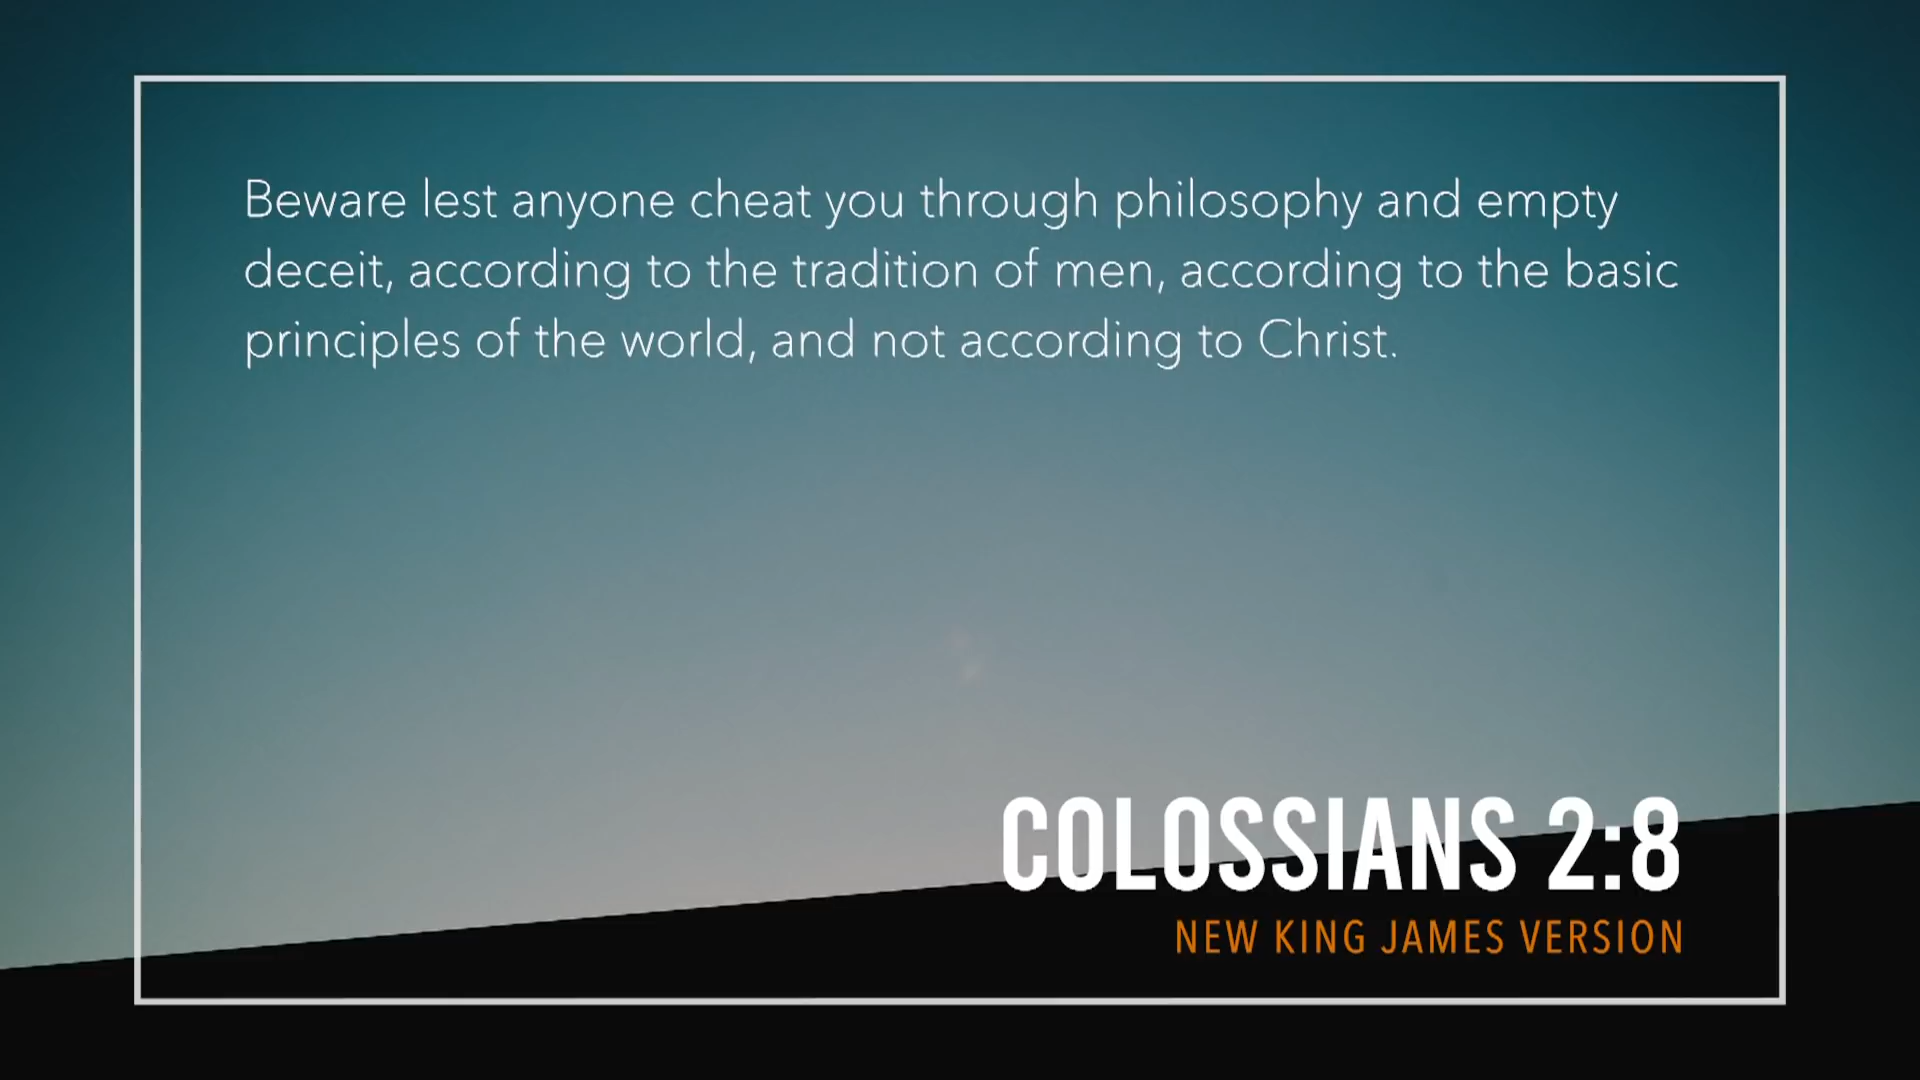 Beware lest anyone cheat you through philosophy and empty
deceit, according to the tradition of men, according to the basic
principles of the world, and not according to Christ.
COLOSSIANS 2:8
NEW KING JAMES VERSION